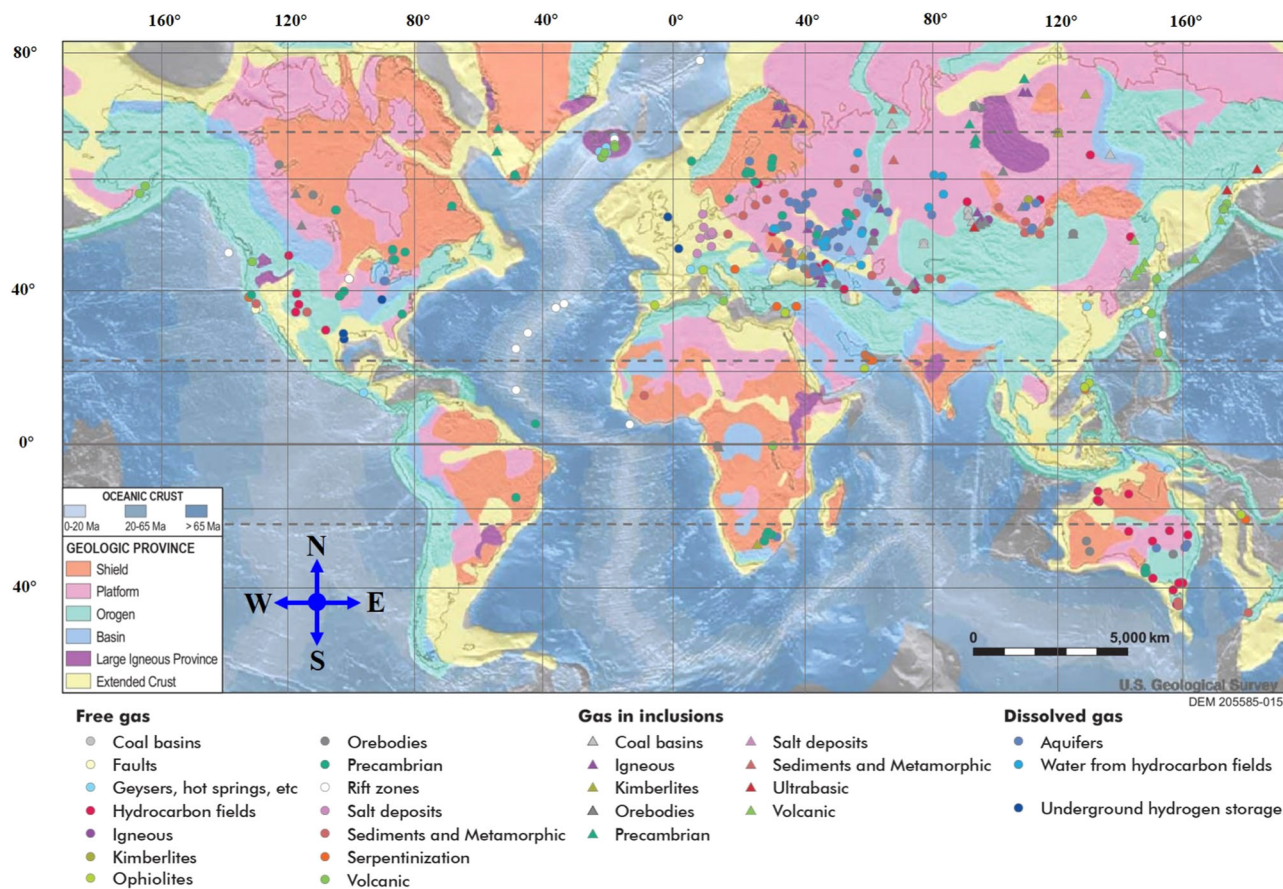 160° 120° 80° 40° 0° 40° 80° 120° 160°
80°
40°
0°
40°
OCEANIC CRUST
0-20 Ma 20-65 Ma > 65 Ma
GEOLOGIC PROVINCE
Shield
Platform
Orogen
Basin
Large Igneous Province
Extended Crust
N
W E
S
0 5,000 km
U.S. Geological Survey
DEM 205585-015
Free gas
Coal basins
Faults
Geysers, hot springs, etc
Hydrocarbon fields
Igneous
Kimberlites
Ophiolites
Orebodies
Precambrian
Rift zones
Salt deposits
Sediments and Metamorphic
Serpentinization
Volcanic
Gas in inclusions
Coal basins
Igneous
Kimberlites
Orebodies
Precambrian
Salt deposits
Sediments and Metamorphic
Ultrabasic
Volcanic
Dissolved gas
Aquifers
Water from hydrocarbon fields
Underground hydrogen storage